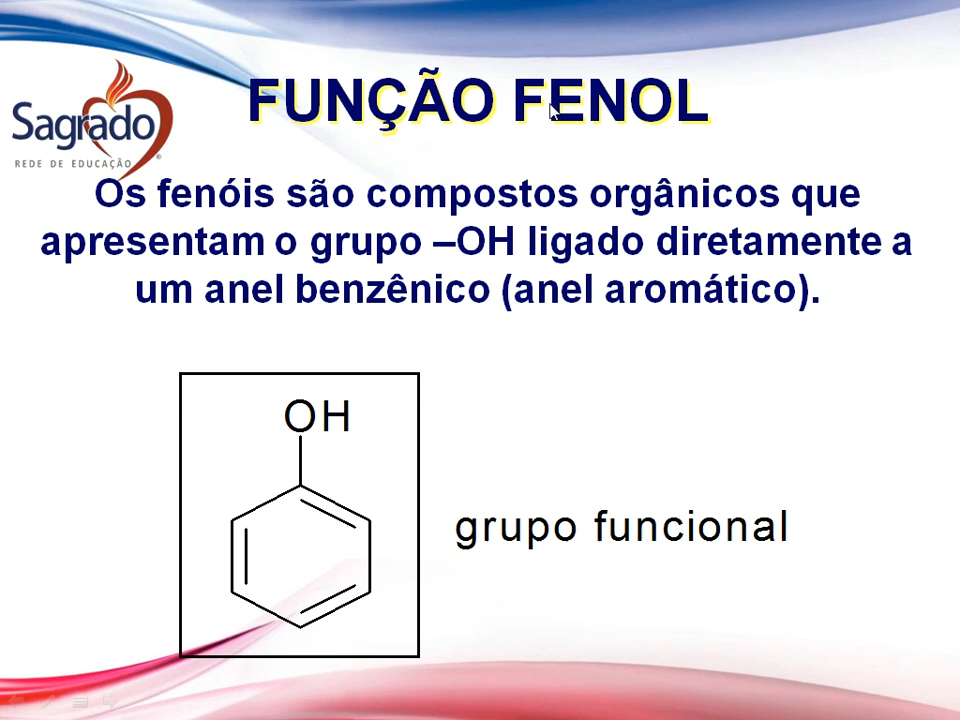 FUNÇÃO FENOL
Sagrado
REDE DE EDUCAÇÃO
®
Os fenóis são compostos orgânicos que
apresentam o grupo –OH ligado diretamente a
um anel benzênico (anel aromático).
OH
grupo funcional